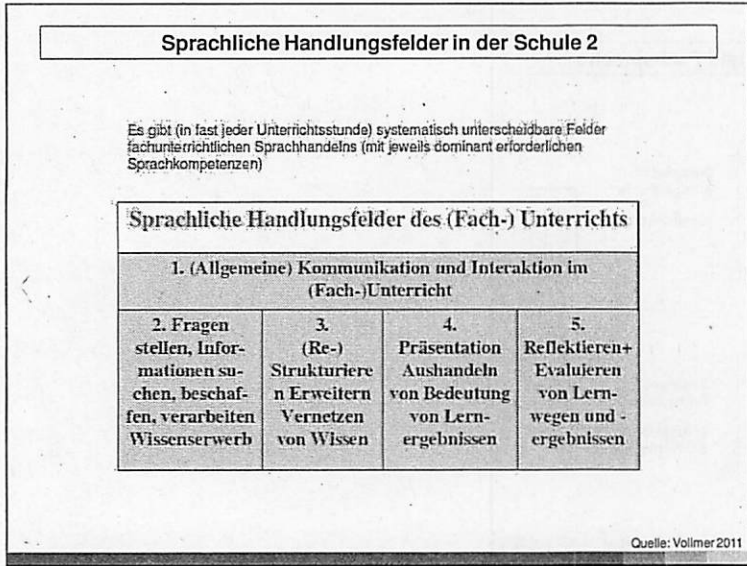 Sprachliche Handlungsfelder in der Schule 2
Es gibt (in fast jeder Unterrichtsstunde) systematisch unterscheidbare Felder
fachunterrichtlichen Sprachhandelns (mit jeweils dominant erforderlichen
Sprachkompetenzen)
Sprachliche Handlungsfelder des (Fach-) Unterrichts
1. (Allgemeine) Kommunikation und Interaktion im
(Fach-)Unterricht
2. Fragen
stellen, Infor-
mationen su-
chen, beschaf-
fen, verarbeiten
Wissenserwerb
3.
(Re-)
Strukturiere
n Erweitern
Vernetzen
von Wissen
4.
Präsentation
Aushandeln
von Bedeutung
von Lern-
ergebnissen
5.
Reflektieren+
Evaluieren
von Lern-
wegen und -
ergebnissen
Quelle: Vollmer 2011